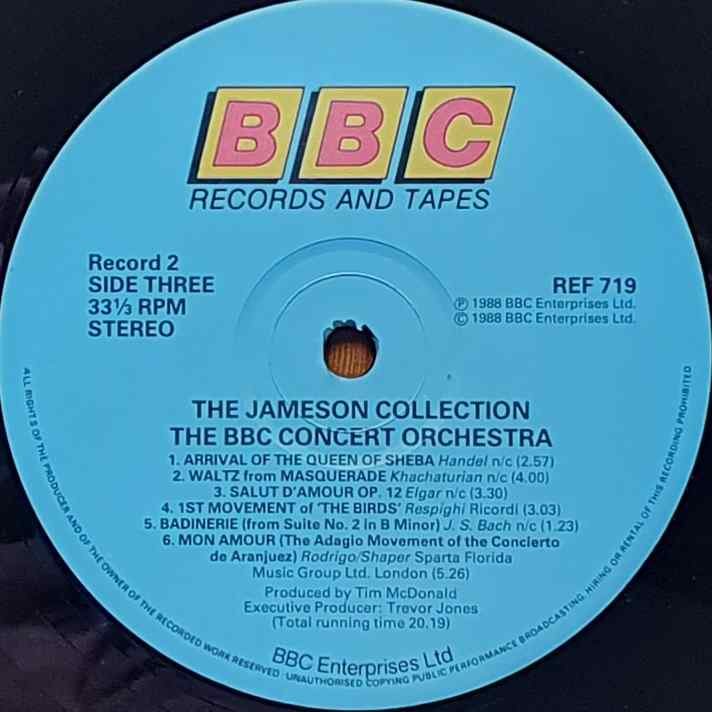 BBC
RECORDS AND TAPES
Record 2
SIDE THREE
33⅓ RPM
STEREO
REF 719
Ⓟ 1988 BBC Enterprises Ltd.
© 1988 BBC Enterprises Ltd.
THE JAMESON COLLECTION
THE BBC CONCERT ORCHESTRA
1. ARRIVAL OF THE QUEEN OF SHEBA Handel n/c (2.57)
2. WALTZ from MASQUERADE Khachaturian n/c (4.00)
3. SALUT D'AMOUR OP. 12 Elgar n/c (3.30)
4. 1ST MOVEMENT of 'THE BIRDS' Respighi Ricordi (3.03)
5. BADINERIE (from Suite No. 2 in B Minor) J. S. Bach n/c (1.23)
6. MON AMOUR (The Adagio Movement of the Concierto
de Aranjuez) Rodrigo/Shaper Sparta Florida
Music Group Ltd. London (5.26)
Produced by Tim McDonald
Executive Producer: Trevor Jones
(Total running time 20.19)
BBC Enterprises Ltd
ALL RIGHTS OF THE PRODUCER AND OF THE OWNER OF THE RECORDED WORK RESERVED · UNAUTHORISED COPYING PUBLIC PERFORMANCE BROADCASTING, HIRING OR RENTAL OF THIS RECORDING PROHIBITED